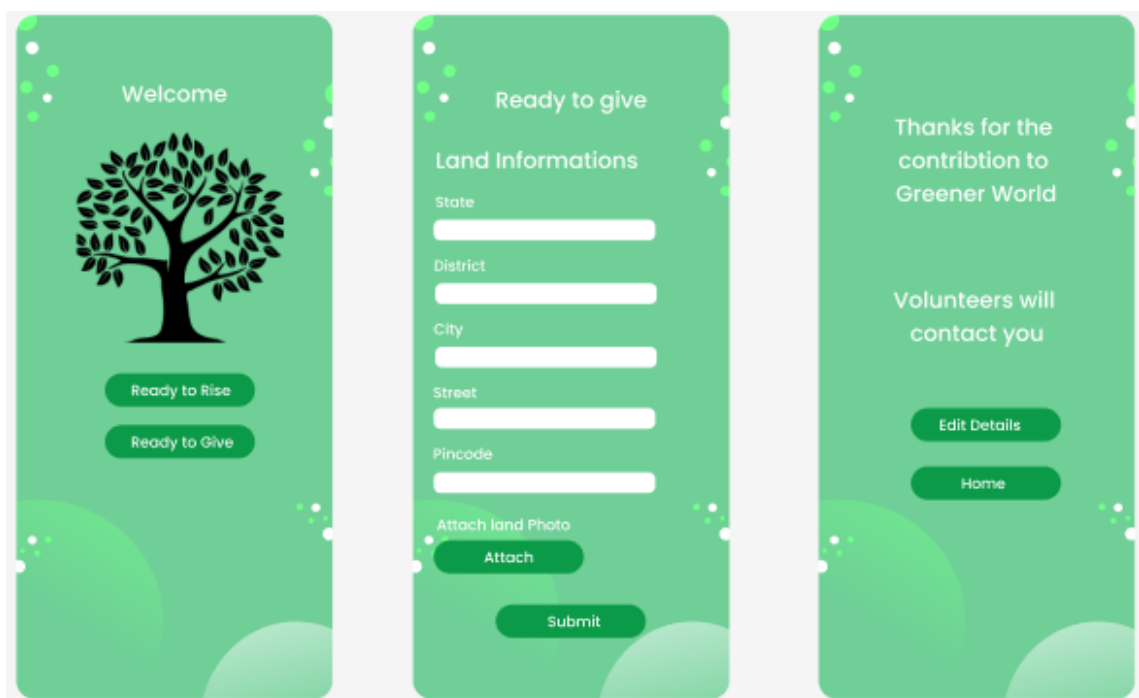 Welcome
Ready to Rise
Ready to Give
Ready to give
Land Informations
State
District
City
Street
Pincode
Attach land Photo
Attach
Submit
Thanks for the
contribtion to
Greener World
Volunteers will
contact you
Edit Details
Home